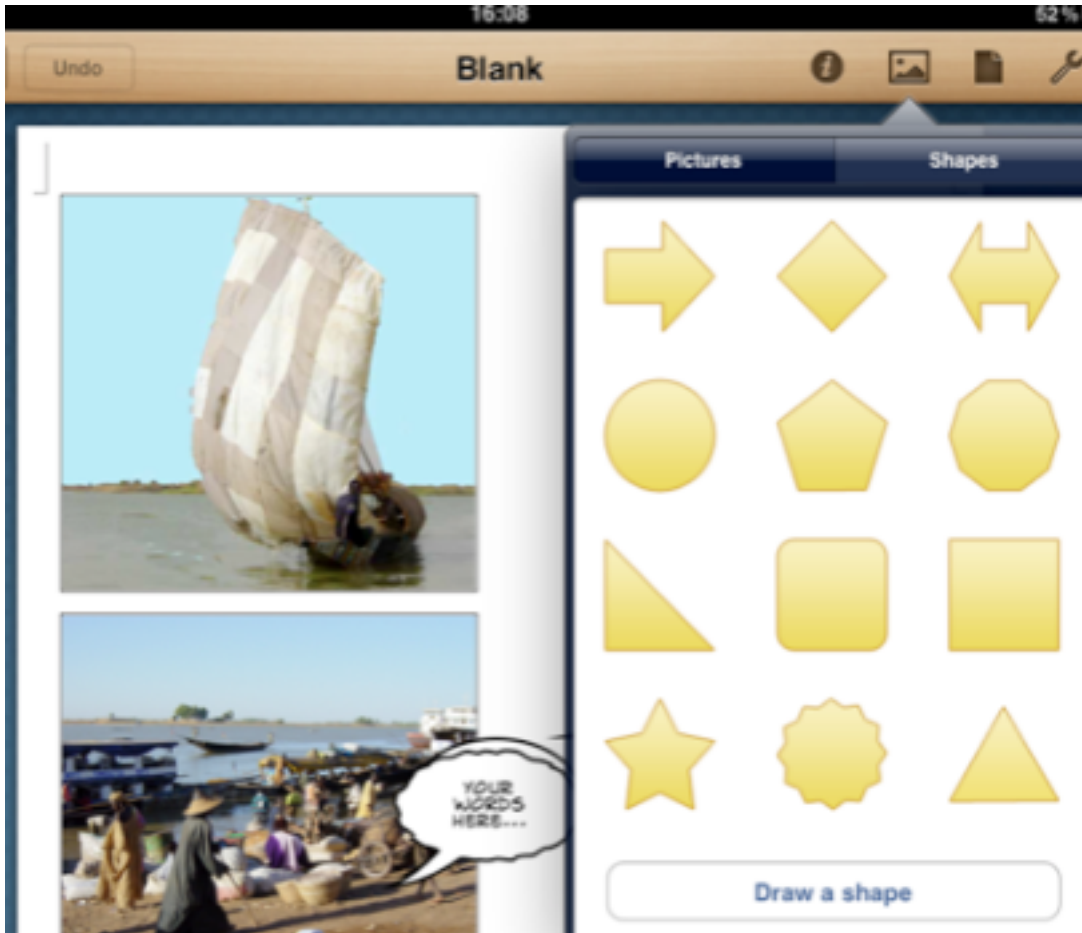 16:08
52%
Undo
Blank
Pictures
Shapes
YOUR
WORDS
HERE...
Draw a shape